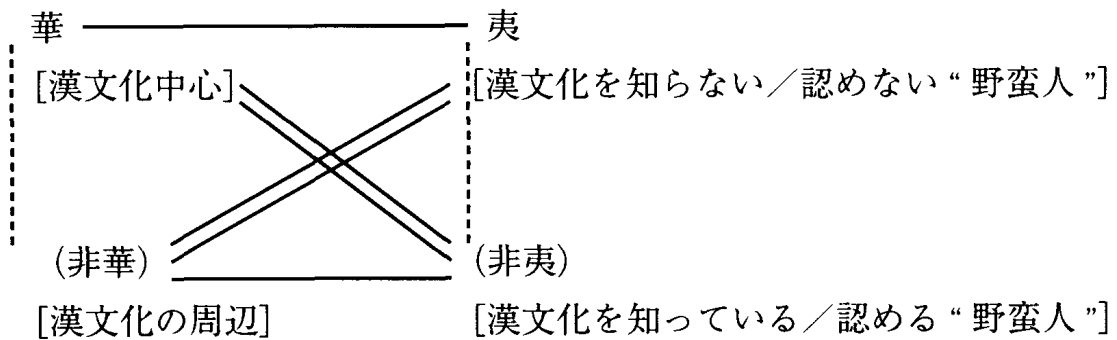 華 夷
[漢文化中心] [漢文化を知らない／認めない“野蛮人”]
(非華) (非夷)
[漢文化の周辺] [漢文化を知っている／認める“野蛮人”]